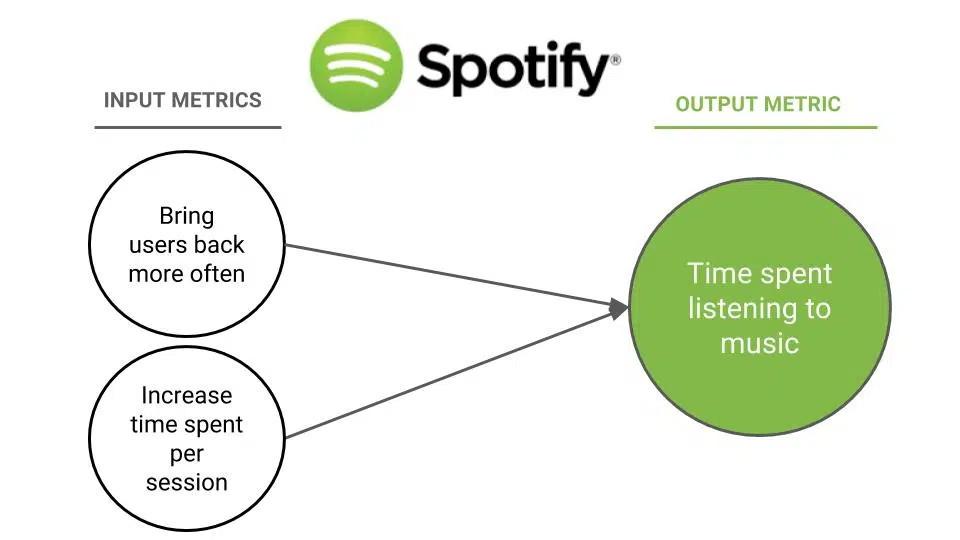 Spotify®
INPUT METRICS
OUTPUT METRIC
Bring
users back
more often
Increase
time spent
per
session
Time spent
listening to
music